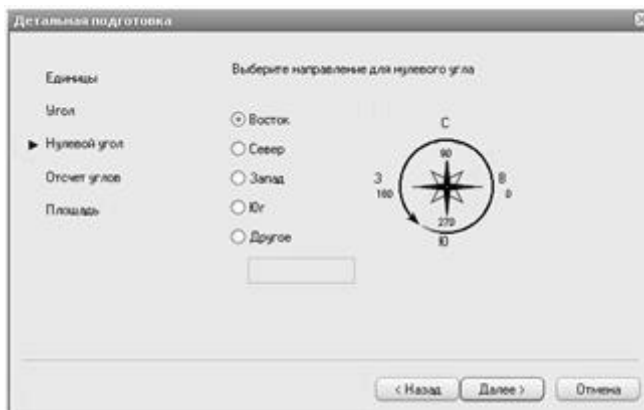 Детальная подготовка
Выберите направление для нулевого угла
Единицы
Угол
Нулевой угол
Отсчет углов
Площадь
Восток
Север
Запад
Юг
Другое
С
90
З
180
В
0
270
Ю
< Назад
Далее >
Отмена